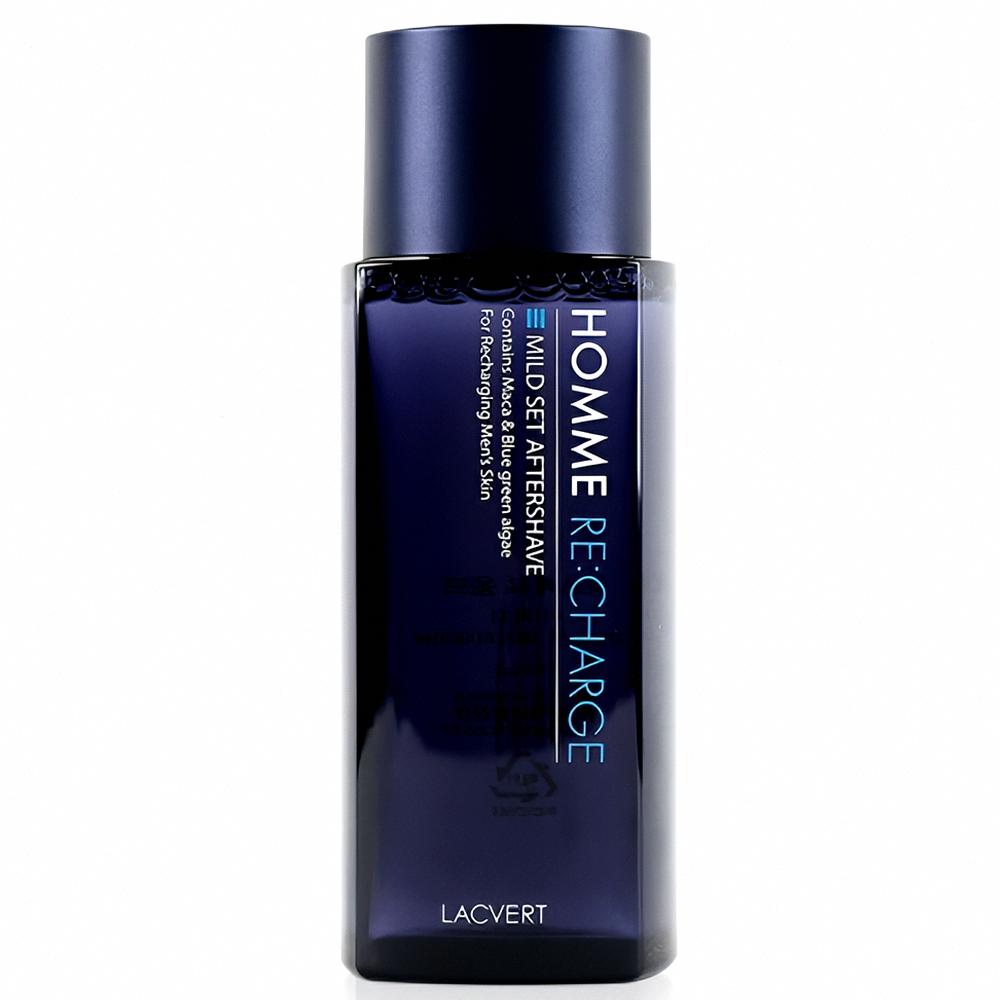 HOMME RE:CHARGE
MILD SET AFTERSHAVE
Contains Maca & Blue green algae
For Recharging Men's Skin
LACVERT